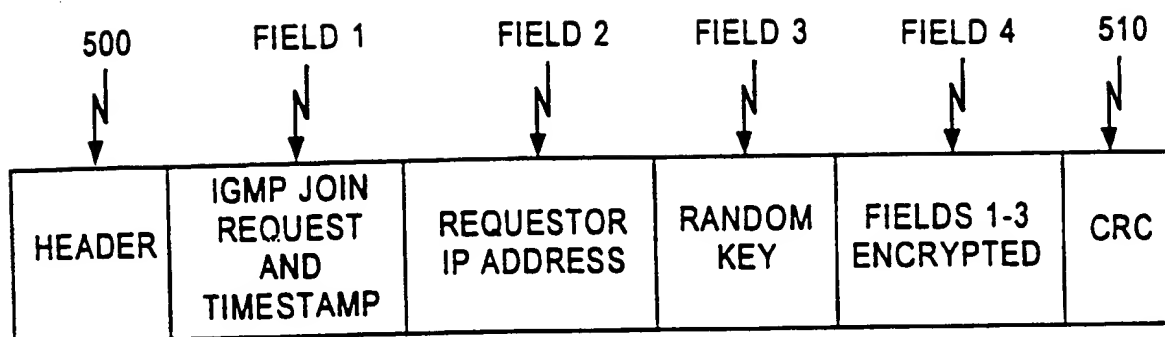 500 FIELD 1 FIELD 2 FIELD 3 FIELD 4 510
HEADER
IGMP JOIN
REQUEST
AND
TIMESTAMP
REQUESTOR
IP ADDRESS
RANDOM
KEY
FIELDS 1-3
ENCRYPTED
CRC